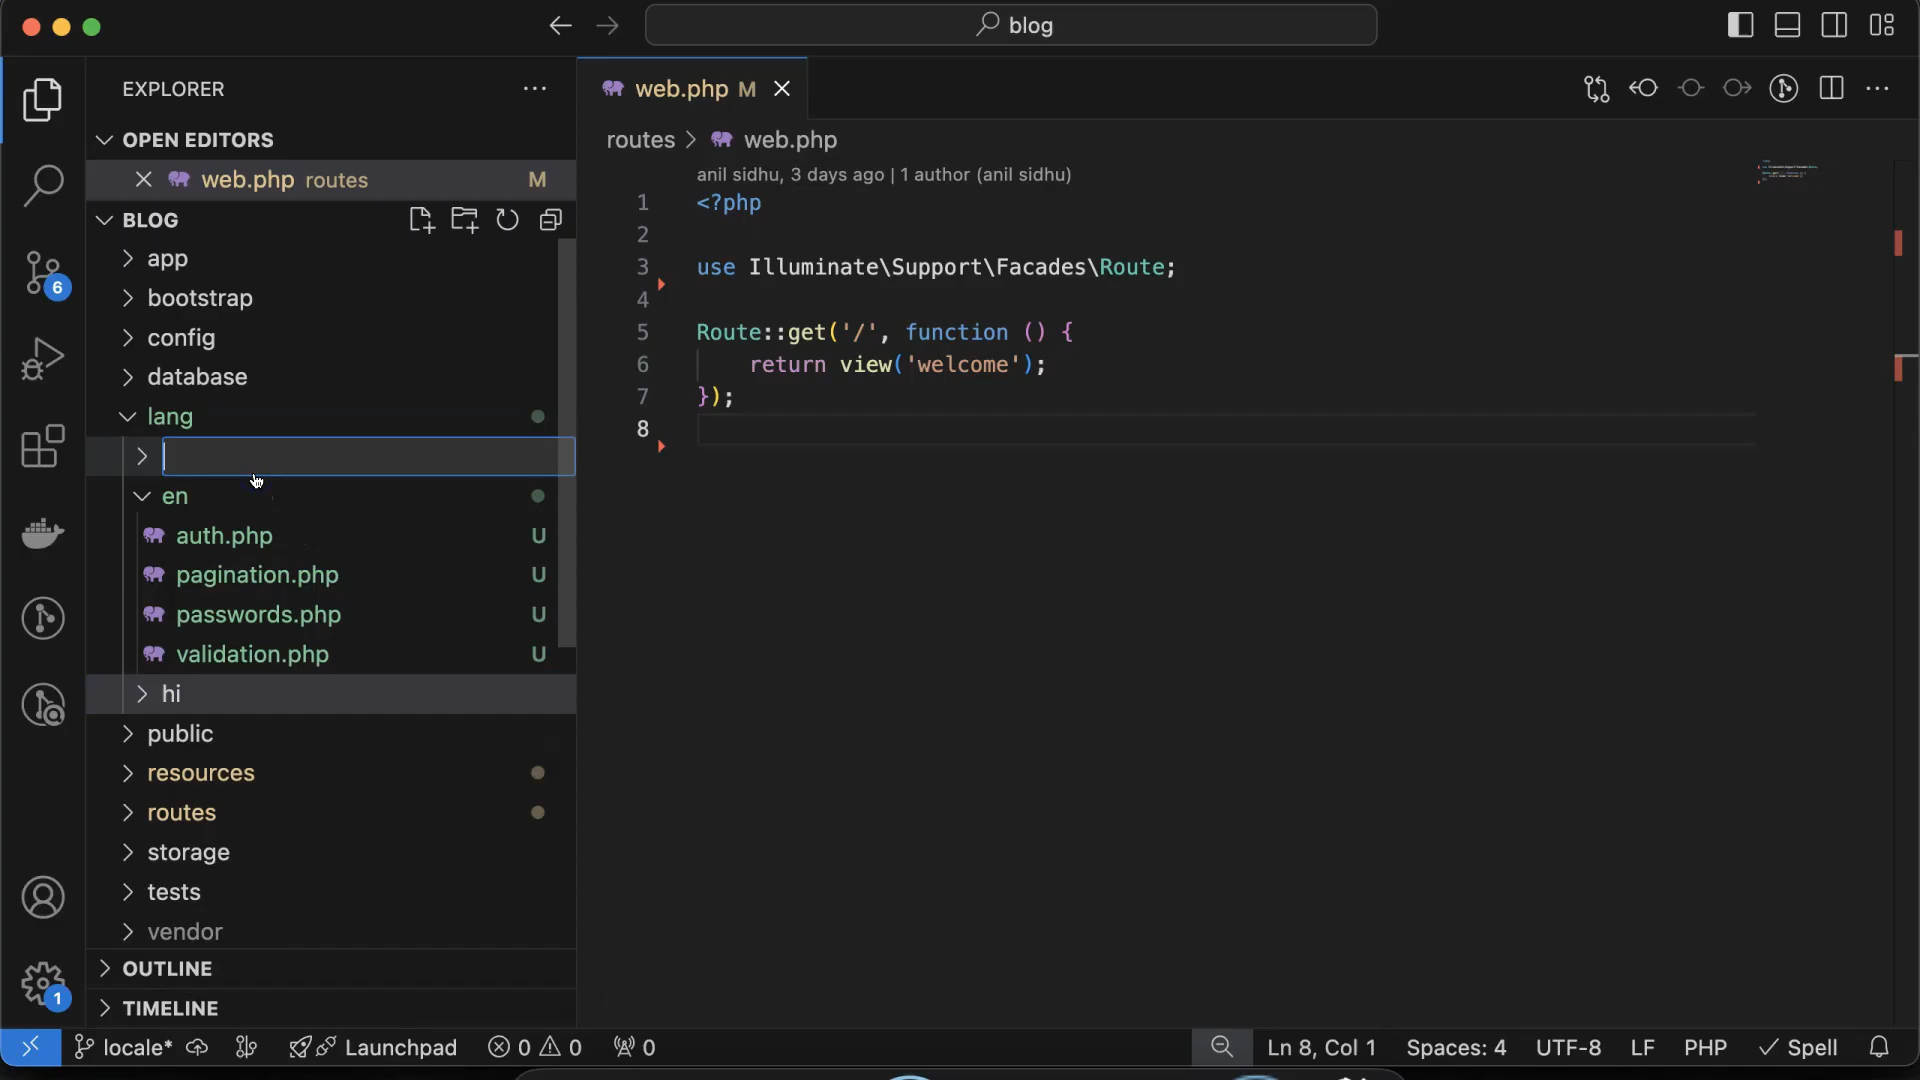 blog
EXPLORER
OPEN EDITORS
web.php routes M
BLOG
app
bootstrap
config
database
lang
en
auth.php U
pagination.php U
passwords.php U
validation.php U
hi
public
resources
routes
storage
tests
vendor
OUTLINE
TIMELINE
6
1
web.php M
routes > web.php
anil sidhu, 3 days ago | 1 author (anil sidhu)
1 <?php
2
3 use Illuminate\Support\Facades\Route;
4
5 Route::get('/', function () {
6 return view('welcome');
7 });
8
locale* Launchpad 0 0 0 Ln 8, Col 1 Spaces: 4 UTF-8 LF PHP Spell